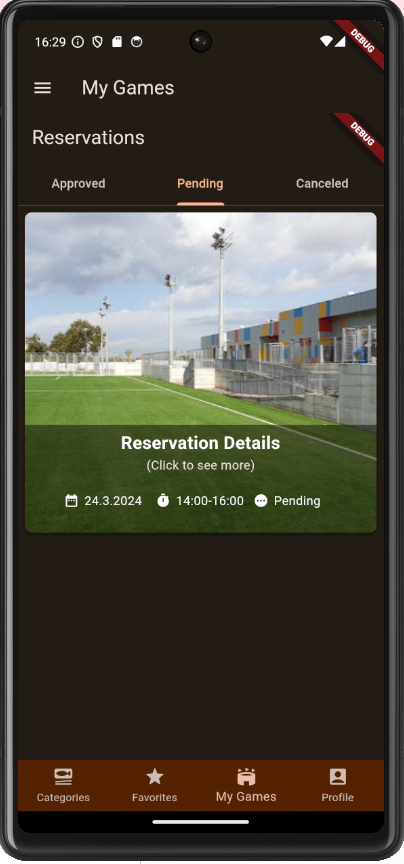 16:29
DEBUG
My Games
Reservations
DEBUG
Approved Pending Canceled
Reservation Details
(Click to see more)
24.3.2024 14:00-16:00 Pending
Categories Favorites My Games Profile